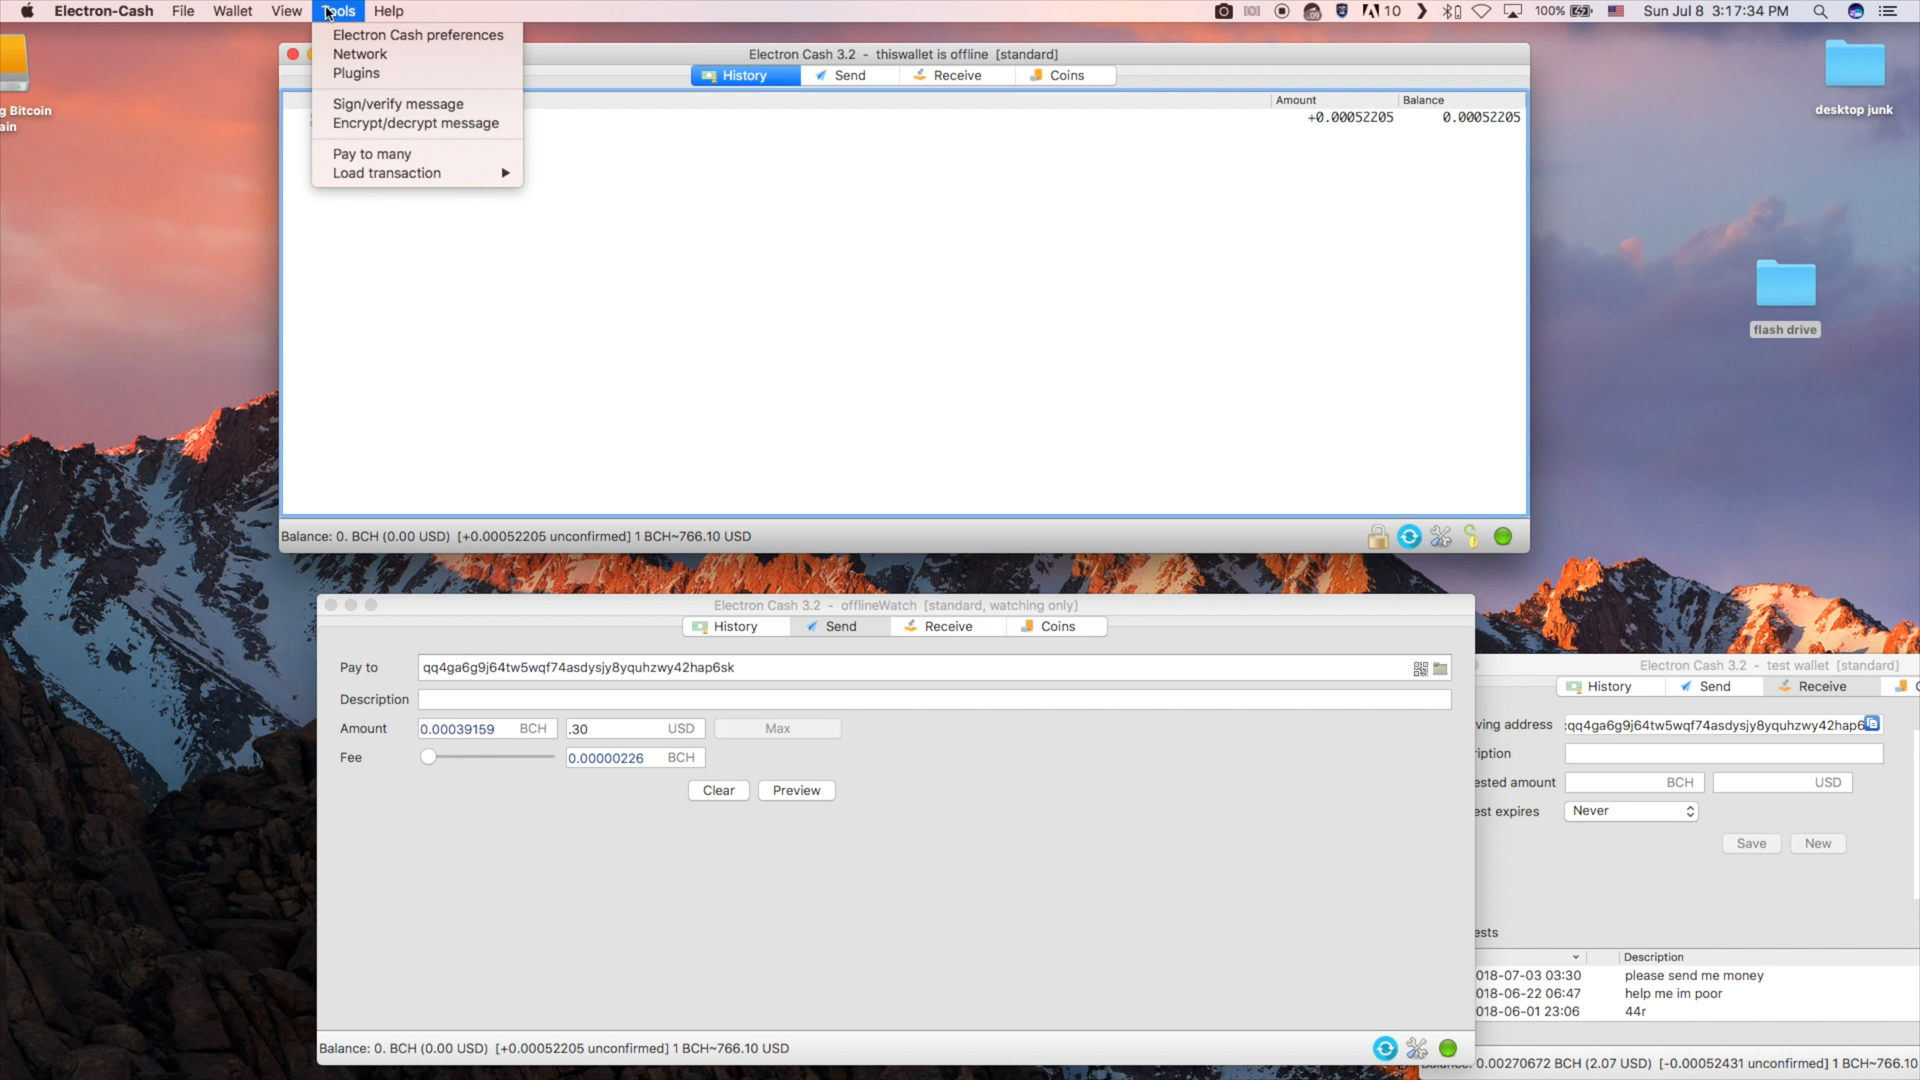 Electron-Cash File Wallet View Tools Help
10 100% Sun Jul 8 3:17:34 PM
Electron Cash preferences
Network
Plugins
Sign/verify message
Encrypt/decrypt message
Pay to many
Load transaction
g Bitcoin
ain
desktop junk
flash drive
Electron Cash 3.2 - thiswallet is offline [standard]
History Send Receive Coins
Amount Balance
+0.00052205 0.00052205
Balance: 0. BCH (0.00 USD) [+0.00052205 unconfirmed] 1 BCH~766.10 USD
Electron Cash 3.2 - offlineWatch [standard, watching only]
History Send Receive Coins
Pay to qq4ga6g9j64tw5wqf74asdysjy8yquhzwy42hap6sk
Description
Amount 0.00039159 BCH .30 USD Max
Fee 0.00000226 BCH
Clear Preview
Balance: 0. BCH (0.00 USD) [+0.00052205 unconfirmed] 1 BCH~766.10 USD
Electron Cash 3.2 - test wallet [standard]
History Send Receive C
ving address :qq4ga6g9j64tw5wqf74asdysjy8yquhzwy42hap6
ription
ested amount BCH USD
est expires Never
Save New
ests
Description
018-07-03 03:30 please send me money
018-06-22 06:47 help me im poor
018-06-01 23:06 44r
0.00270672 BCH (2.07 USD) [-0.00052431 unconfirmed] 1 BCH~766.10